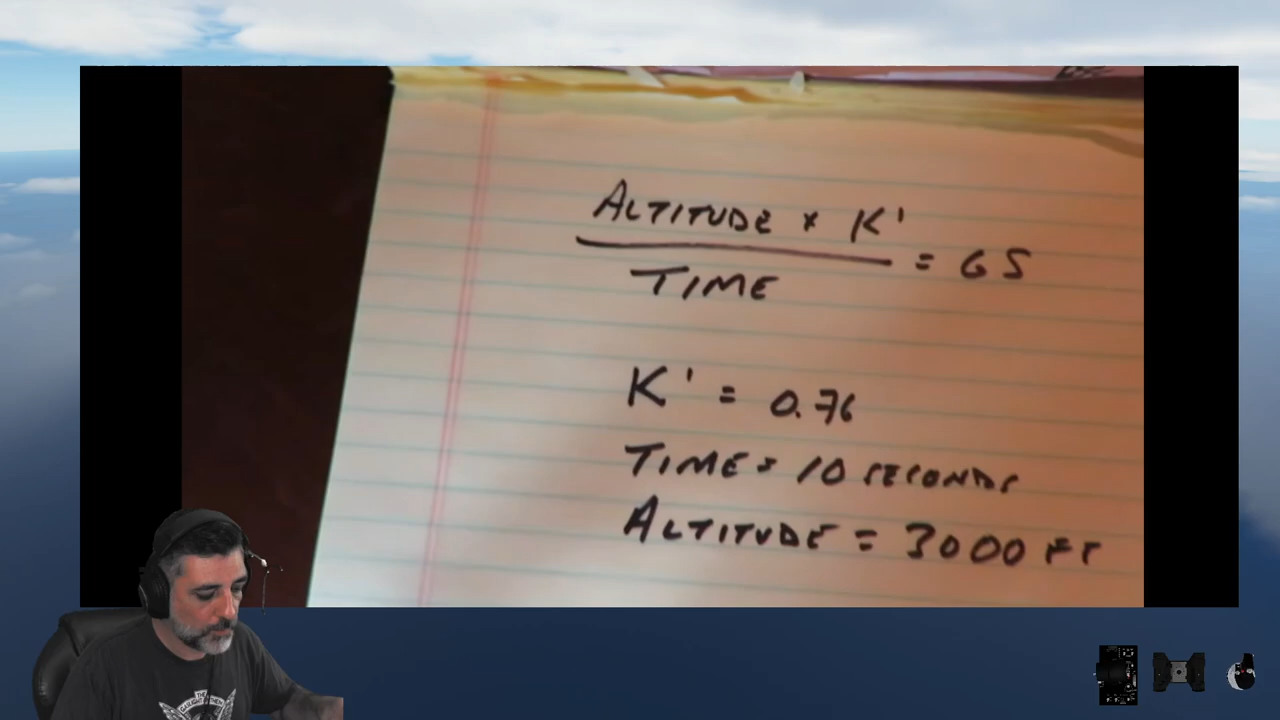 ALTITUDE × K'
TIME
= GS
K' = 0.76
TIME = 10 SECONDS
ALTITUDE = 3000 FT